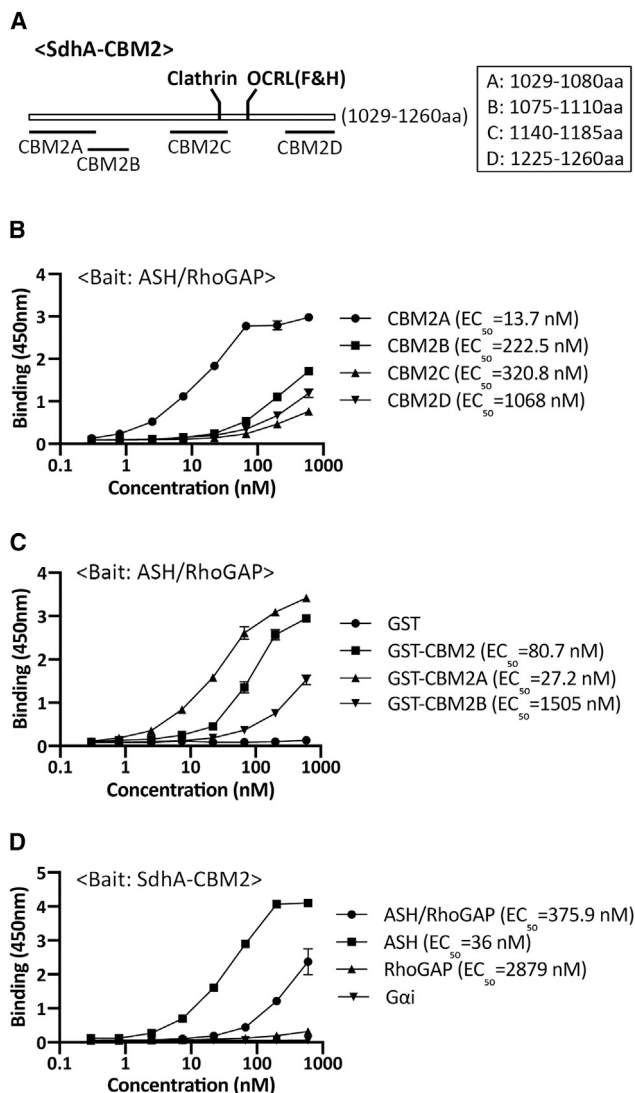 A
<SdhA-CBM2>
Clathrin OCRL(F&H)
(1029-1260aa)
CBM2A
CBM2B
CBM2C
CBM2D
A: 1029-1080aa
B: 1075-1110aa
C: 1140-1185aa
D: 1225-1260aa
B
<Bait: ASH/RhoGAP>
Binding (450nm)
4
3
2
1
0
0.1 1 10 100 1000
Concentration (nM)
CBM2A (EC50=13.7 nM)
CBM2B (EC50=222.5 nM)
CBM2C (EC50=320.8 nM)
CBM2D (EC50=1068 nM)
C
<Bait: ASH/RhoGAP>
Binding (450nm)
4
3
2
1
0
0.1 1 10 100 1000
Concentration (nM)
GST
GST-CBM2 (EC50=80.7 nM)
GST-CBM2A (EC50=27.2 nM)
GST-CBM2B (EC50=1505 nM)
D
<Bait: SdhA-CBM2>
Binding (450nm)
5
4
3
2
1
0
0.1 1 10 100 1000
Concentration (nM)
ASH/RhoGAP (EC50=375.9 nM)
ASH (EC50=36 nM)
RhoGAP (EC50=2879 nM)
Gαi